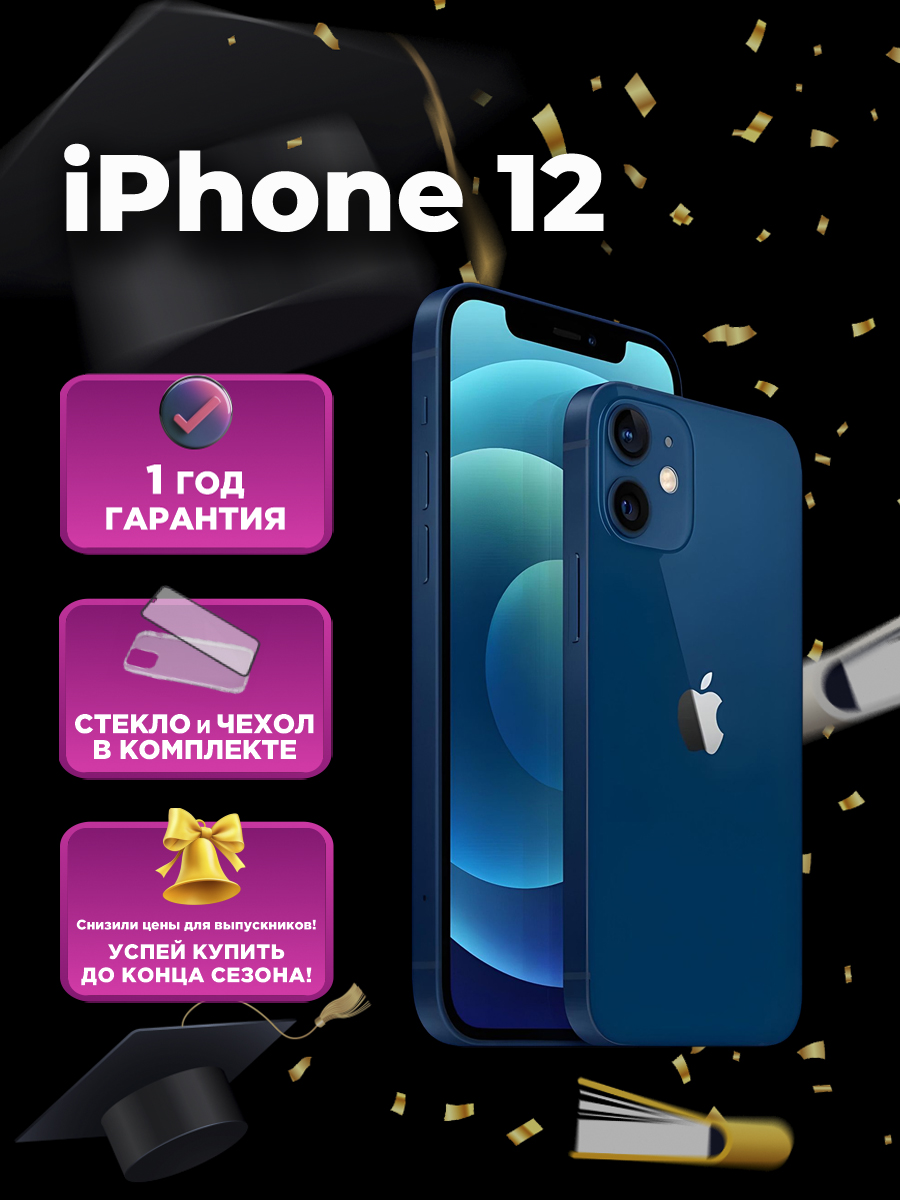 iPhone 12
1 ГОД
ГАРАНТИЯ
СТЕКЛО и ЧЕХОЛ
В КОМПЛЕКТЕ
Снизили цены для выпускников!
УСПЕЙ КУПИТЬ
ДО КОНЦА СЕЗОНА!